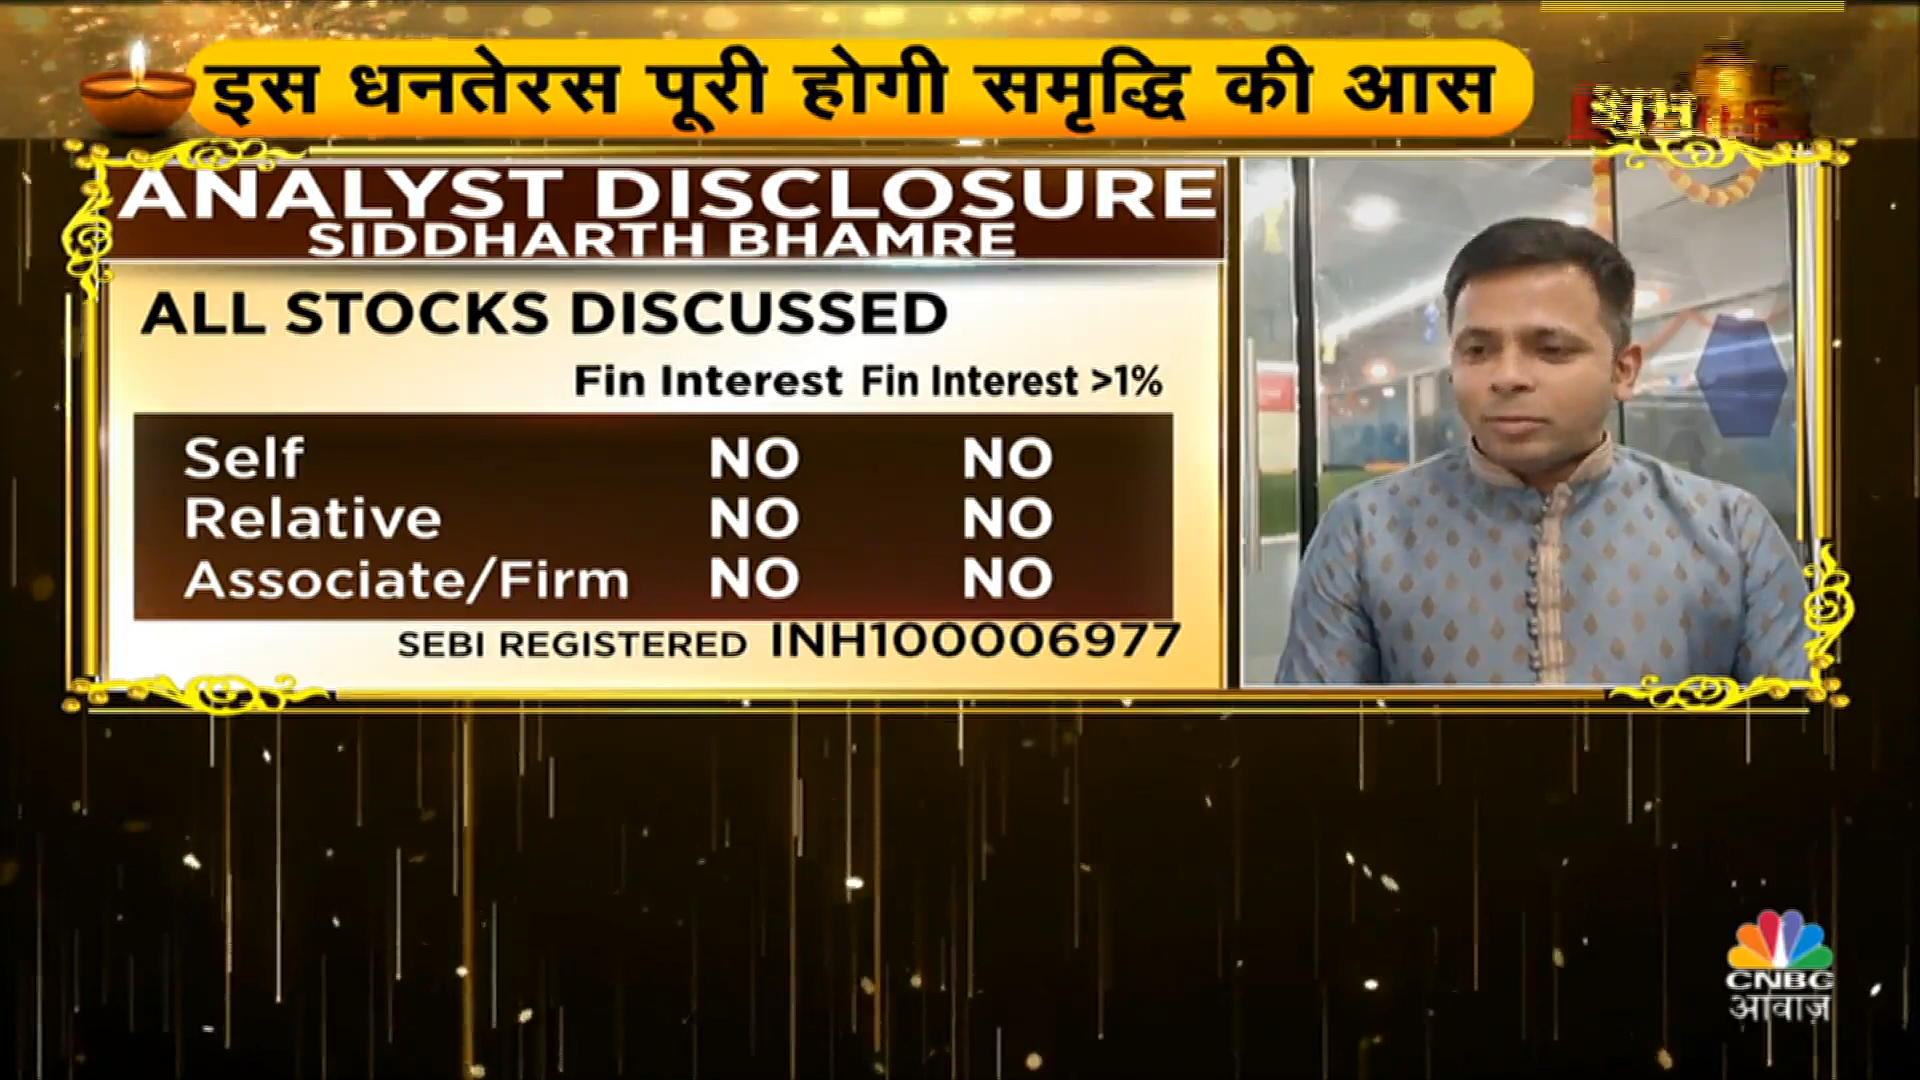 इस धनतेरस पूरी होगी समृद्धि की आस
ANALYST DISCLOSURE
SIDDHARTH BHAMRE
ALL STOCKS DISCUSSED
Fin Interest Fin Interest >1%
Self NO NO
Relative NO NO
Associate/Firm NO NO
SEBI REGISTERED INH100006977
CNBC
आवाज़